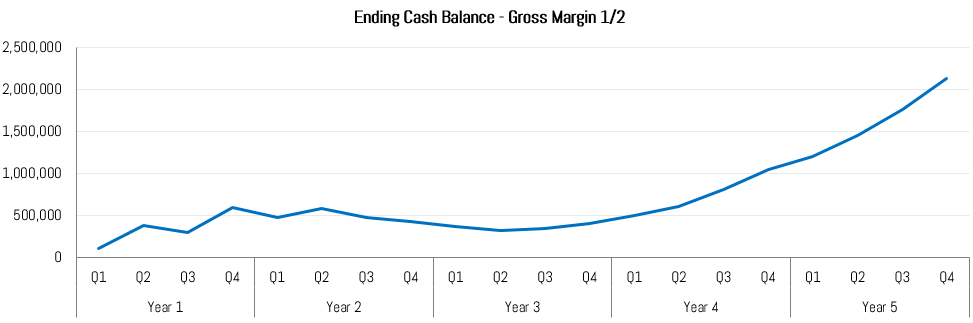 Ending Cash Balance - Gross Margin 1/2
2,500,000
2,000,000
1,500,000
1,000,000
500,000
0
Q1 Q2 Q3 Q4 Q1 Q2 Q3 Q4 Q1 Q2 Q3 Q4 Q1 Q2 Q3 Q4 Q1 Q2 Q3 Q4
Year 1 Year 2 Year 3 Year 4 Year 5